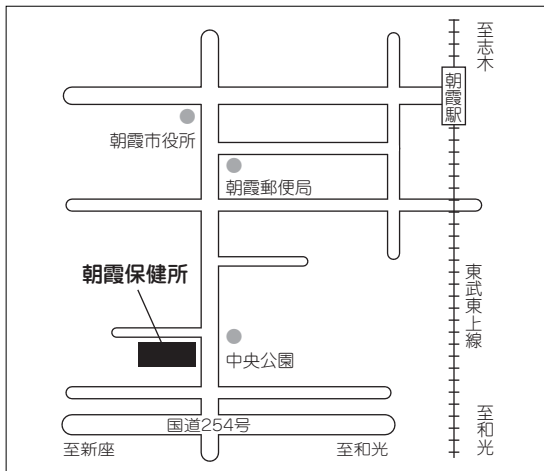 至志木
朝霞駅
朝霞市役所
朝霞郵便局
朝霞保健所
東武東上線
中央公園
国道254号
至新座
至和光
至和光